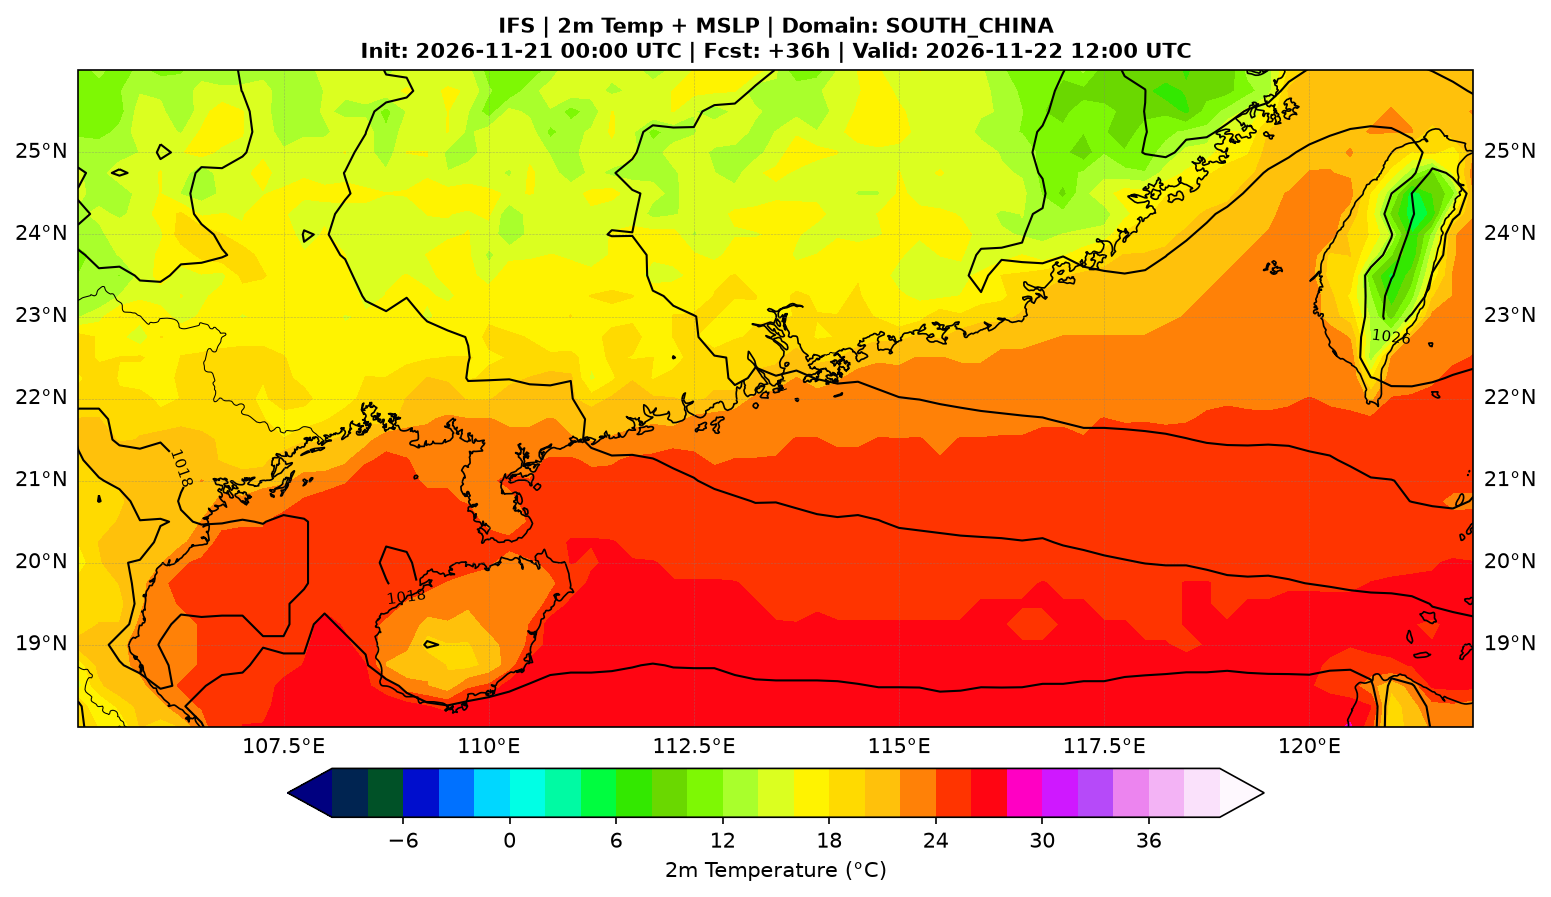 IFS | 2m Temp + MSLP | Domain: SOUTH_CHINA
Init: 2026-11-21 00:00 UTC | Fcst: +36h | Valid: 2026-11-22 12:00 UTC
25°N 25°N
24°N 24°N
23°N 23°N
1026
22°N 22°N
1018
21°N 21°N
20°N 20°N
1018
19°N 19°N
107.5°E 110°E 112.5°E 115°E 117.5°E 120°E
−6 0 6 12 18 24 30 36
2m Temperature (°C)